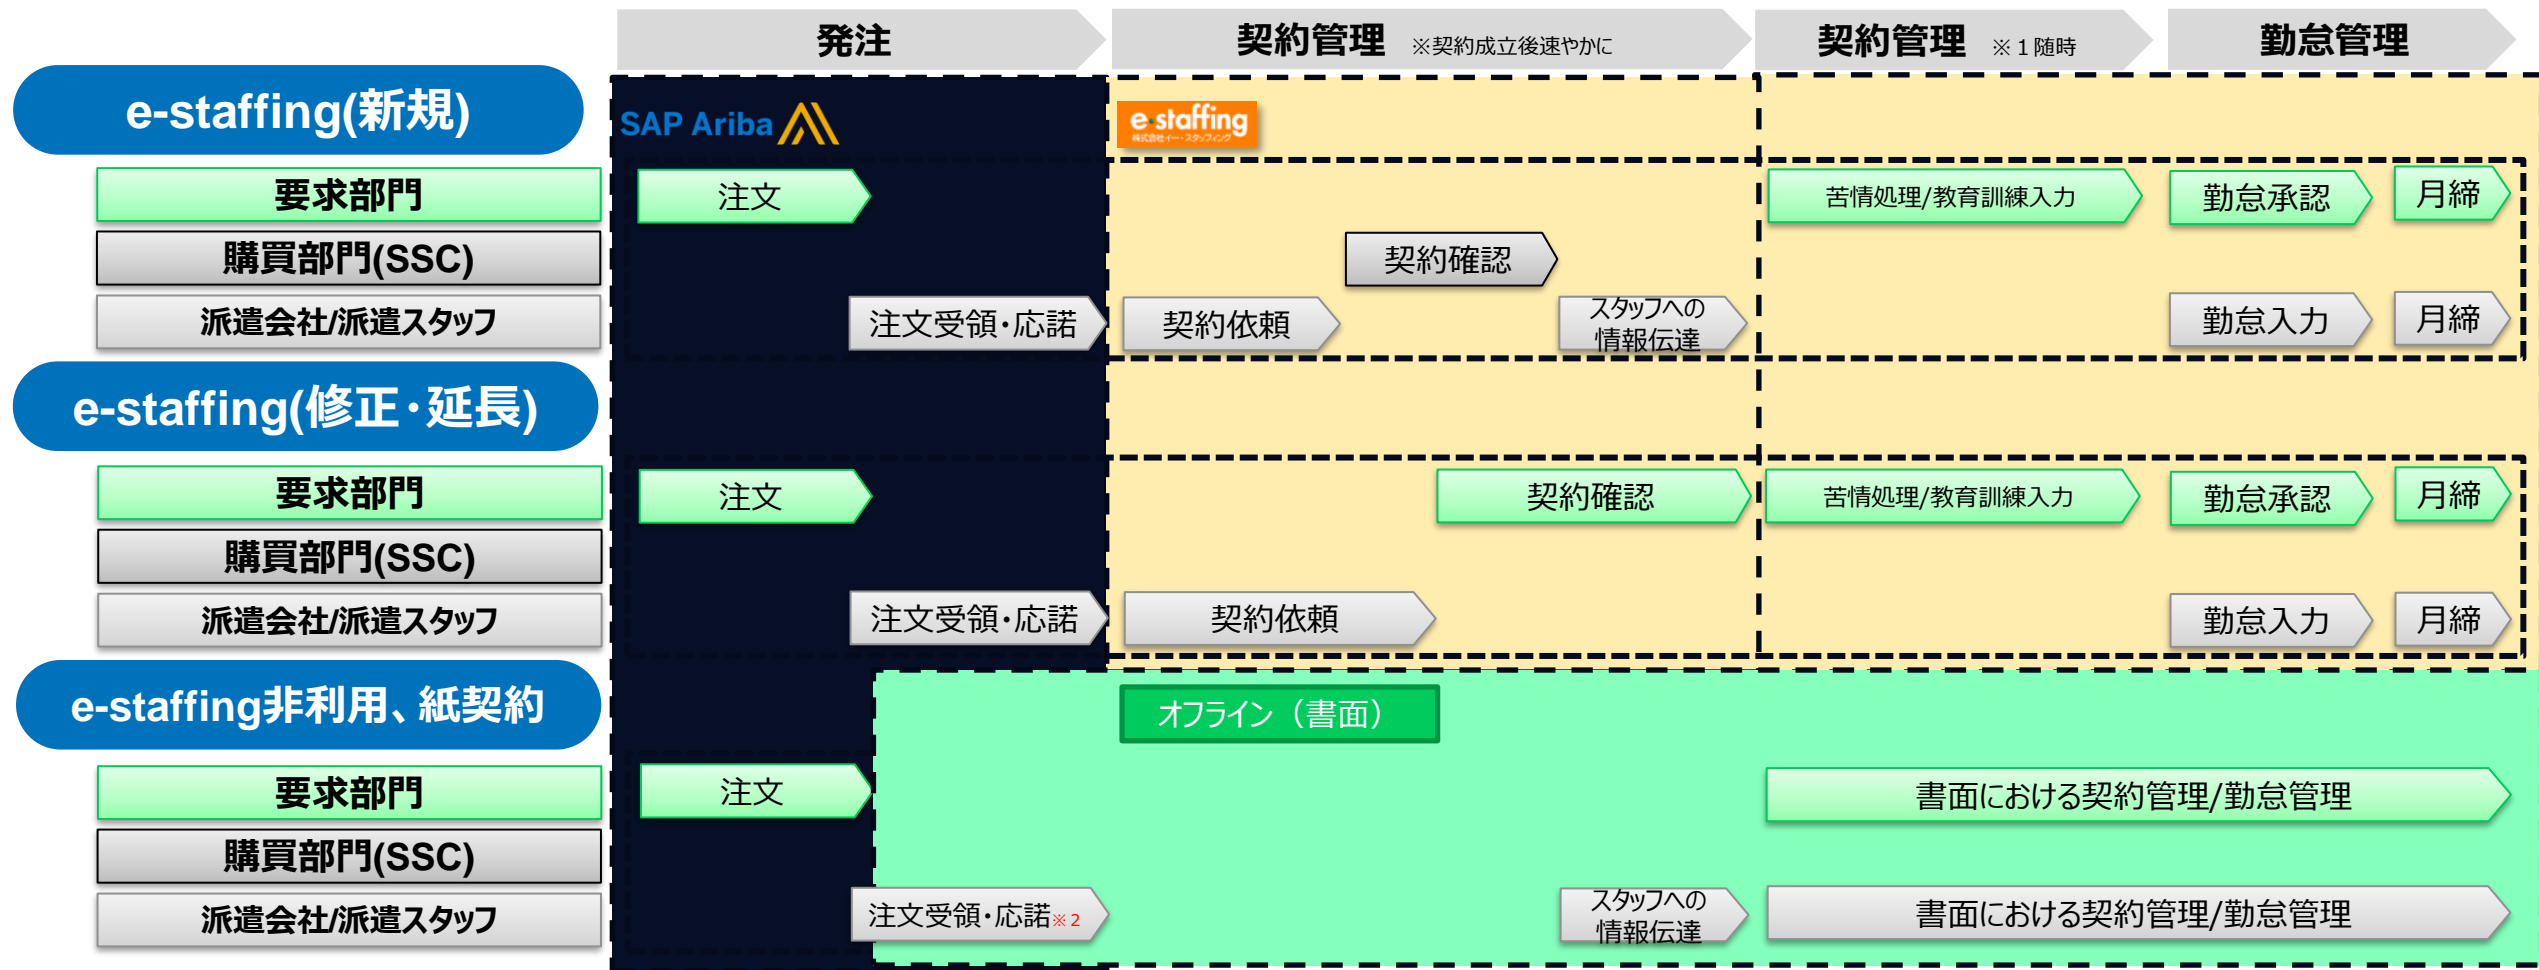 発注
契約管理 ※契約成立後速やかに
契約管理 ※１随時
勤怠管理
e-staffing(新規)
SAP Ariba
e-staffing
株式会社イー・スタッフィング
要求部門
注文
苦情処理/教育訓練入力
勤怠承認
月締
購買部門(SSC)
契約確認
派遣会社/派遣スタッフ
注文受領・応諾
契約依頼
スタッフへの
情報伝達
勤怠入力
月締
e-staffing(修正・延長)
要求部門
注文
契約確認
苦情処理/教育訓練入力
勤怠承認
月締
購買部門(SSC)
派遣会社/派遣スタッフ
注文受領・応諾
契約依頼
勤怠入力
月締
e-staffing非利用、紙契約
オフライン（書面）
要求部門
注文
書面における契約管理/勤怠管理
購買部門(SSC)
派遣会社/派遣スタッフ
注文受領・応諾※２
スタッフへの
情報伝達
書面における契約管理/勤怠管理